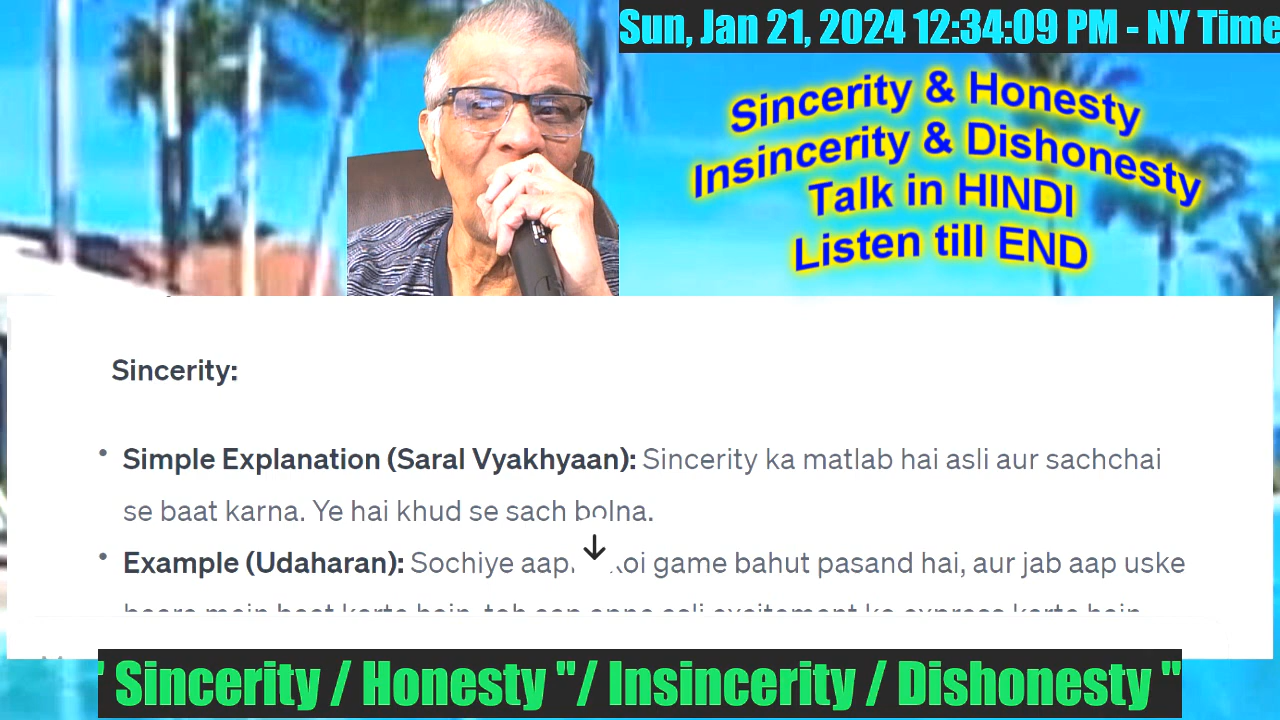 Sun, Jan 21, 2024 12:34:09 PM - NY Time
Sincerity & Honesty
Insincerity & Dishonesty
Talk in HINDI
Listen till END
Sincerity:
• Simple Explanation (Saral Vyakhyaan): Sincerity ka matlab hai asli aur sachchai
se baat karna. Ye hai khud se sach bolna.
• Example (Udaharan): Sochiye aap game bahut pasand hai, aur jab aap uske
" Sincerity / Honesty "/ Insincerity / Dishonesty "